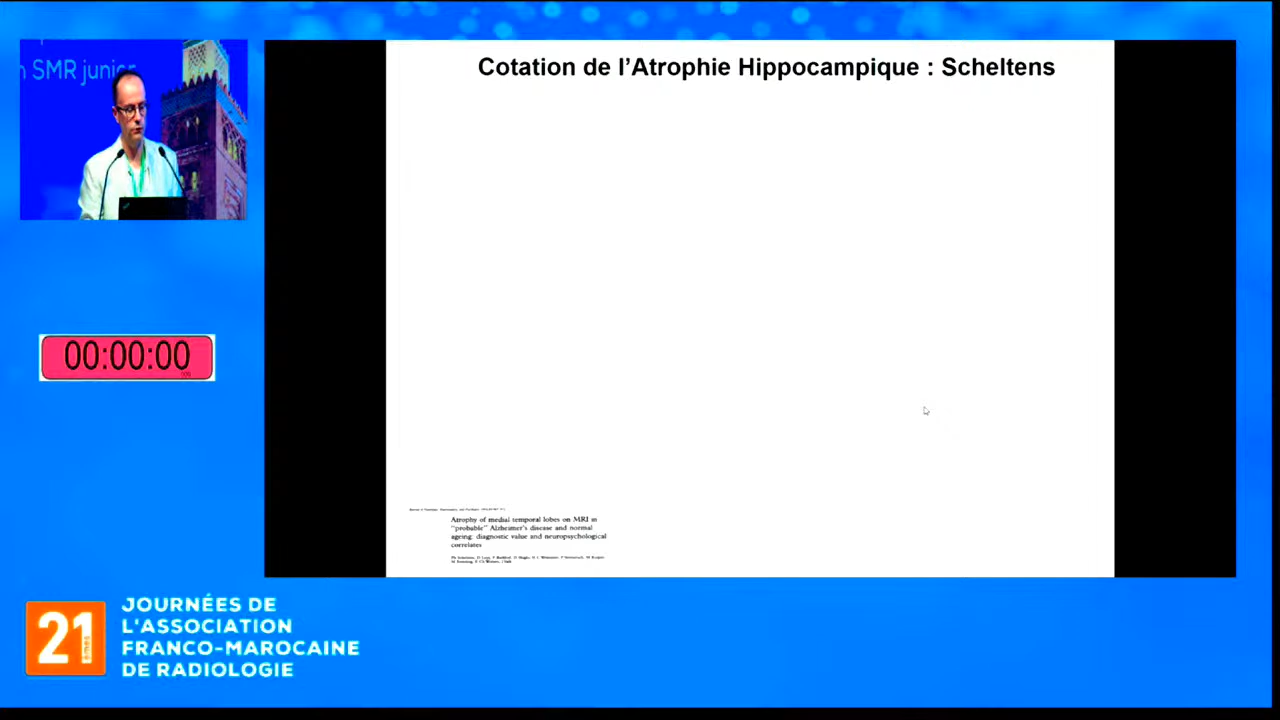 n SMR junior
Cotation de l’Atrophie Hippocampique : Scheltens
00:00:00
Atrophy of medial temporal lobes on MRI in
"probable" Alzheimer's disease and normal
ageing: diagnostic value and neuropsychological
correlates
21
èmes
JOURNÉES DE
L'ASSOCIATION
FRANCO-MAROCAINE
DE RADIOLOGIE